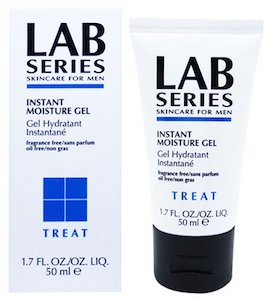 LAB
SERIES
SKINCARE FOR MEN
INSTANT
MOISTURE GEL
Gel Hydratant
Instantané
fragrance free/sans parfum
oil free/non gras
TREAT
1.7 FL. OZ./OZ. LIQ.
50 ml e
LAB
SERIES
SKINCARE FOR MEN
INSTANT
MOISTURE GEL
Gel Hydratant
Instantané
fragrance free/sans parfum
oil free/non gras
TREAT
1.7 FL. OZ./OZ. LIQ.
50 ml e